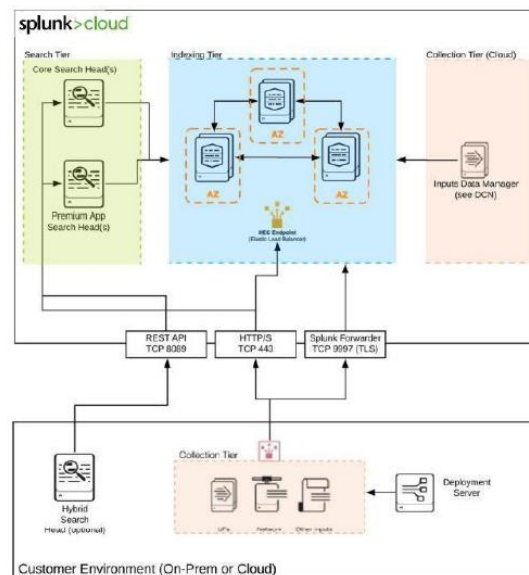 splunk>cloud
Search Tier
Indexing Tier
Collection Tier (Cloud)
Core Search Head(s)
AZ
AZ
AZ
Inputs Data Manager
(see DCN)
Premium App
Search Head(s)
HEC Endpoint
(Elastic Load Balancer)
REST API
TCP 8089
HTTP/S
TCP 443
Splunk Forwarder
TCP 9997 (TLS)
Collection Tier
Hybrid
Search
Head (optional)
UFs
Network
Other Inputs
Deployment
Server
Customer Environment (On-Prem or Cloud)